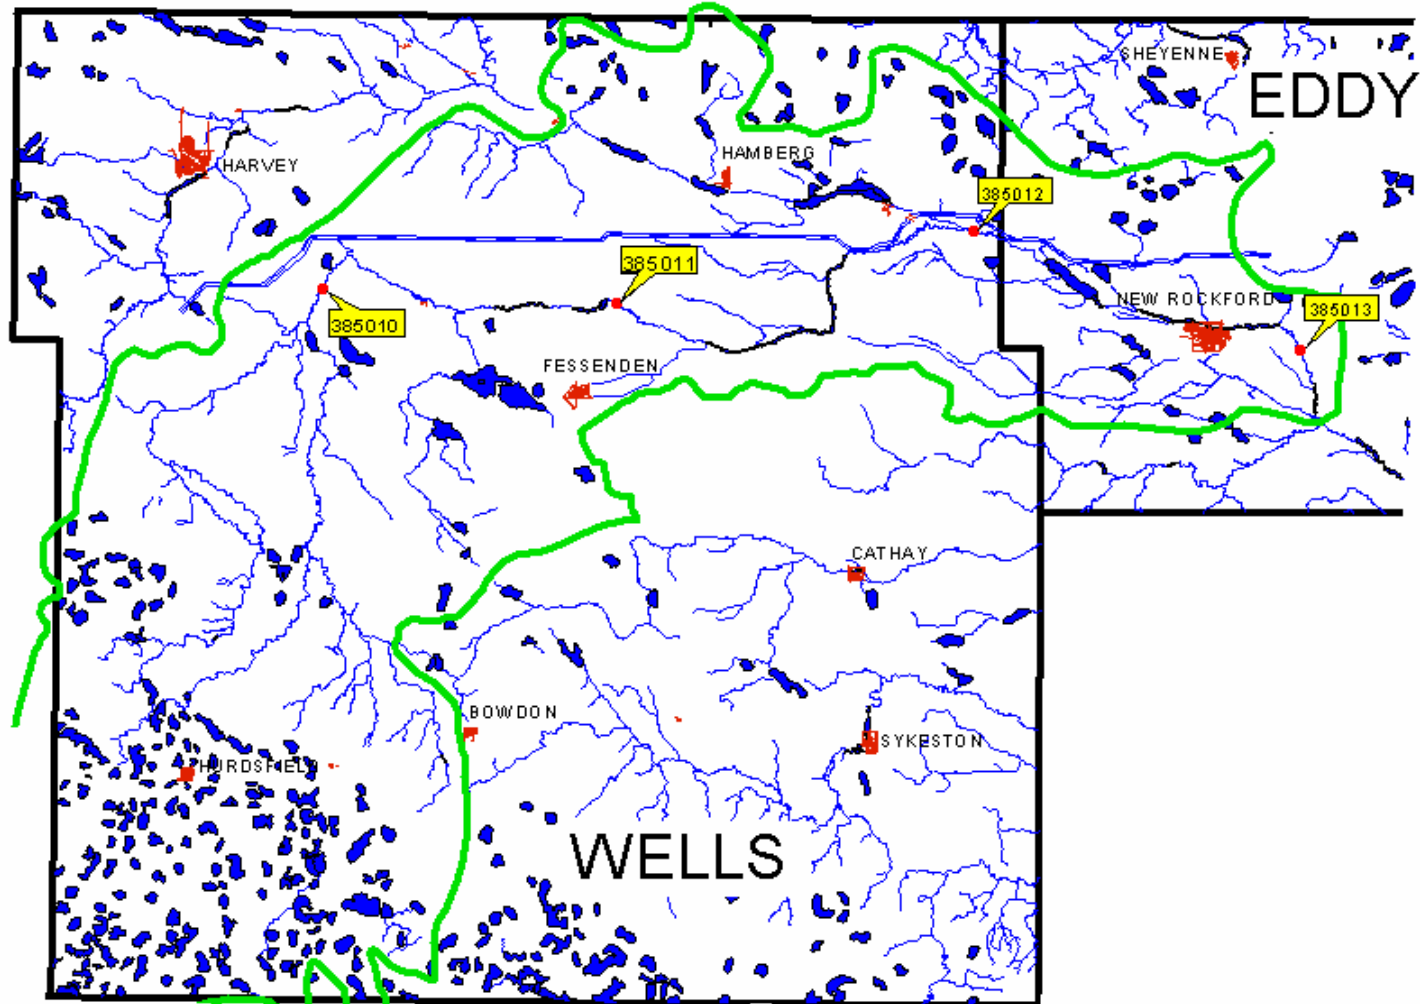 SHEYENNE
EDDY
HARVEY
HAMBERG
385012
385011
385010
NEW ROCKFORD
385013
FESSENDEN
CATHAY
BOWDON
SYKESTON
HURDSFIELD
WELLS